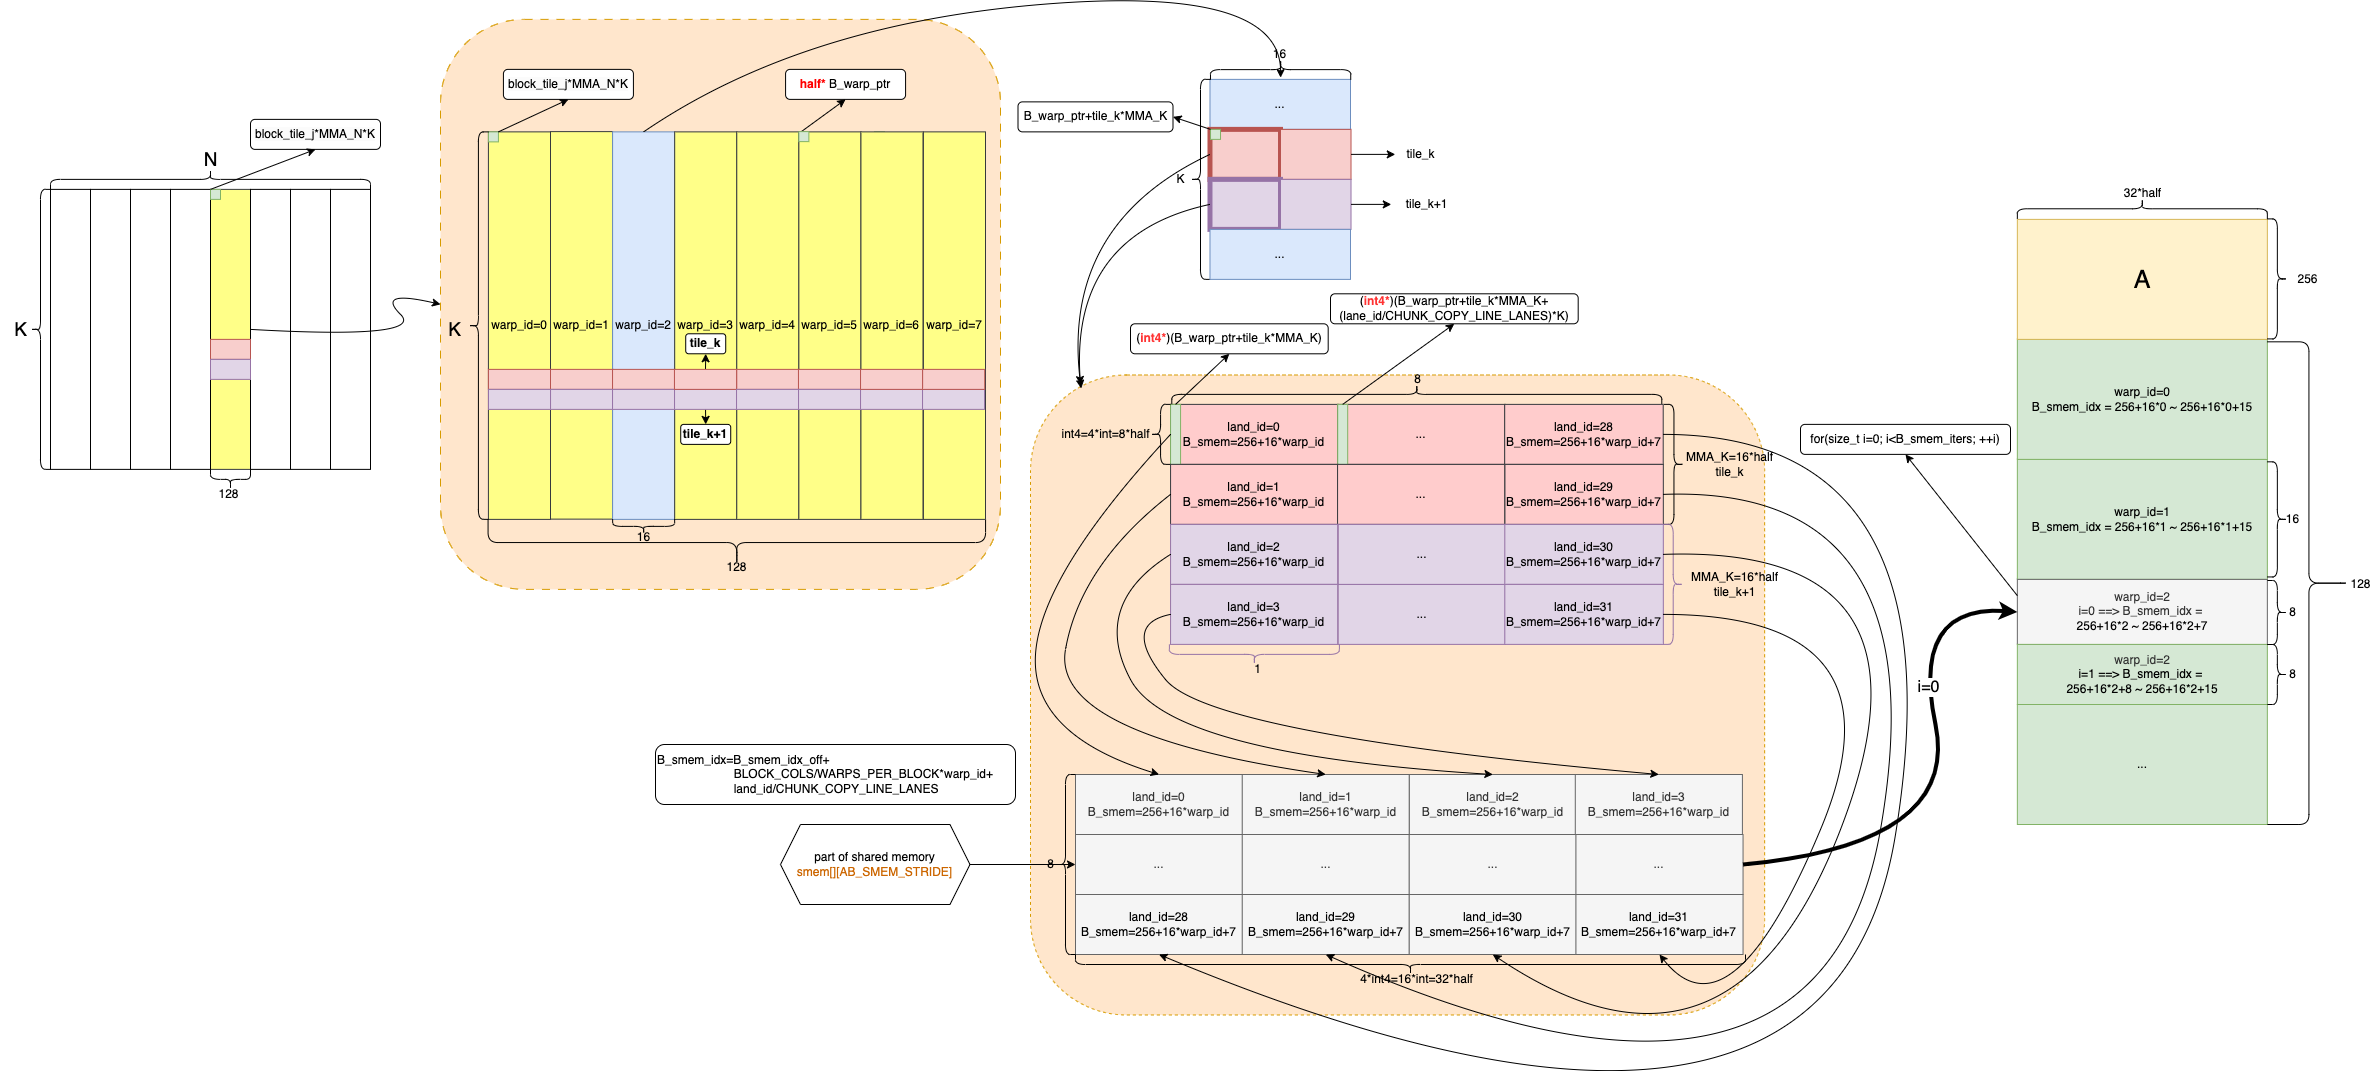 block_tile_j*MMA_N*K
N
K
128
block_tile_j*MMA_N*K
half* B_warp_ptr
K
warp_id=0
warp_id=1
warp_id=2
warp_id=3
warp_id=4
warp_id=5
warp_id=6
warp_id=7
tile_k
tile_k+1
16
128
16
B_warp_ptr+tile_k*MMA_K
...
K
tile_k
tile_k+1
...
(int4*)(B_warp_ptr+tile_k*MMA_K)
(int4*)(B_warp_ptr+tile_k*MMA_K+
(lane_id/CHUNK_COPY_LINE_LANES)*K)
8
int4=4*int=8*half
land_id=0
B_smem=256+16*warp_id
...
land_id=28
B_smem=256+16*warp_id+7
MMA_K=16*half
tile_k
land_id=1
B_smem=256+16*warp_id
...
land_id=29
B_smem=256+16*warp_id+7
land_id=2
B_smem=256+16*warp_id
...
land_id=30
B_smem=256+16*warp_id+7
MMA_K=16*half
tile_k+1
land_id=3
B_smem=256+16*warp_id
...
land_id=31
B_smem=256+16*warp_id+7
1
B_smem_idx=B_smem_idx_off+
BLOCK_COLS/WARPS_PER_BLOCK*warp_id+
land_id/CHUNK_COPY_LINE_LANES
part of shared memory
smem[][AB_SMEM_STRIDE]
8
land_id=0
B_smem=256+16*warp_id
land_id=1
B_smem=256+16*warp_id
land_id=2
B_smem=256+16*warp_id
land_id=3
B_smem=256+16*warp_id
...
...
...
...
land_id=28
B_smem=256+16*warp_id+7
land_id=29
B_smem=256+16*warp_id+7
land_id=30
B_smem=256+16*warp_id+7
land_id=31
B_smem=256+16*warp_id+7
4*int4=16*int=32*half
i=0
for(size_t i=0; i<B_smem_iters; ++i)
32*half
A
256
warp_id=0
B_smem_idx = 256+16*0 ~ 256+16*0+15
warp_id=1
B_smem_idx = 256+16*1 ~ 256+16*1+15
16
warp_id=2
i=0 ==> B_smem_idx =
256+16*2 ~ 256+16*2+7
8
warp_id=2
i=1 ==> B_smem_idx =
256+16*2+8 ~ 256+16*2+15
8
128
...